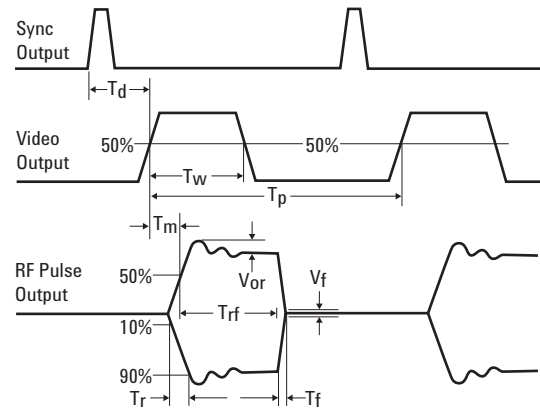 Sync
Output
Td
Video
Output
50%
50%
Tw
Tp
Tm
RF Pulse
Output
50%
Vor
Vf
Trf
10%
90%
Tr
Tf